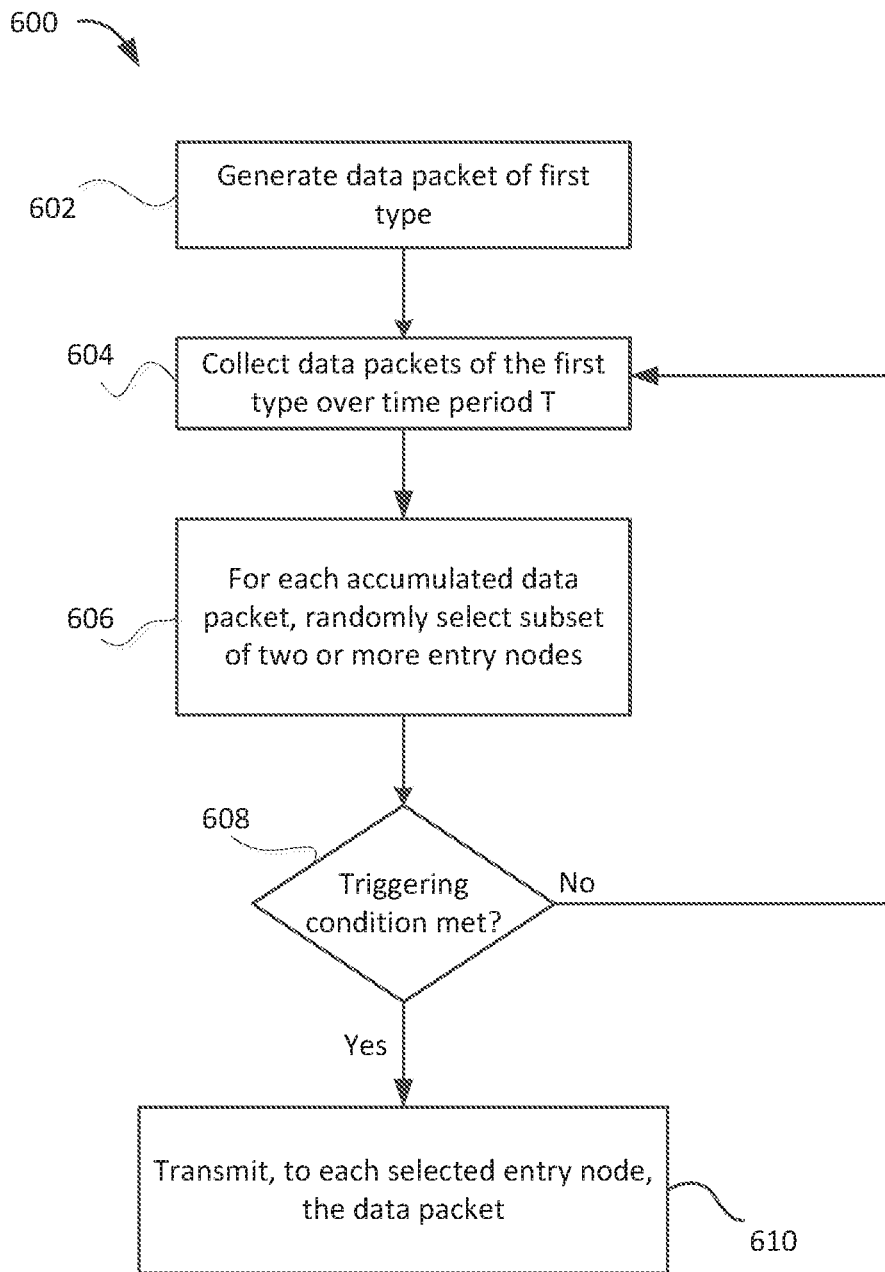 600
Generate data packet of first
type
602
604
Collect data packets of the first
type over time period T
For each accumulated data
packet, randomly select subset
of two or more entry nodes
606
608
Triggering
condition met?
No
Yes
Transmit, to each selected entry node,
the data packet
610